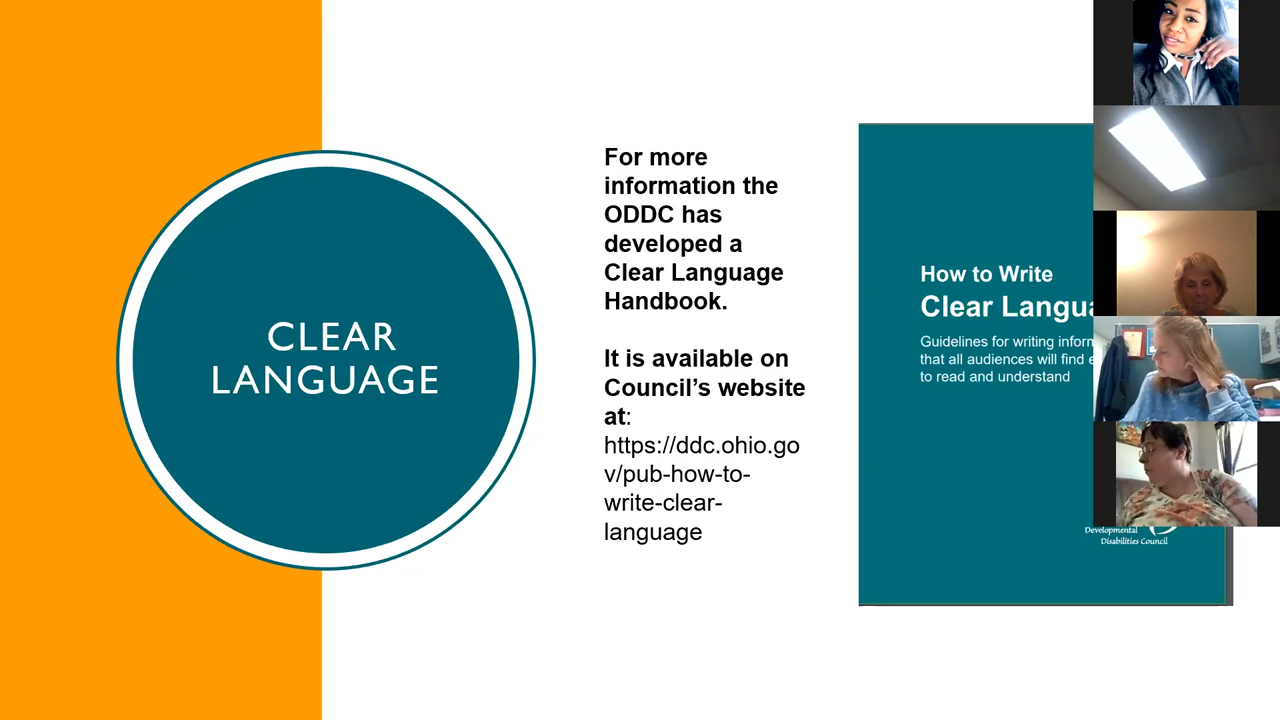 CLEAR
LANGUAGE
For more
information the
ODDC has
developed a
Clear Language
Handbook.
It is available on
Council’s website
at:
https://ddc.ohio.go
v/pub-how-to-
write-clear-
language
How to Write
Clear Langua
Guidelines for writing inform
that all audiences will find e
to read and understand
Developmental
Disabilities Council